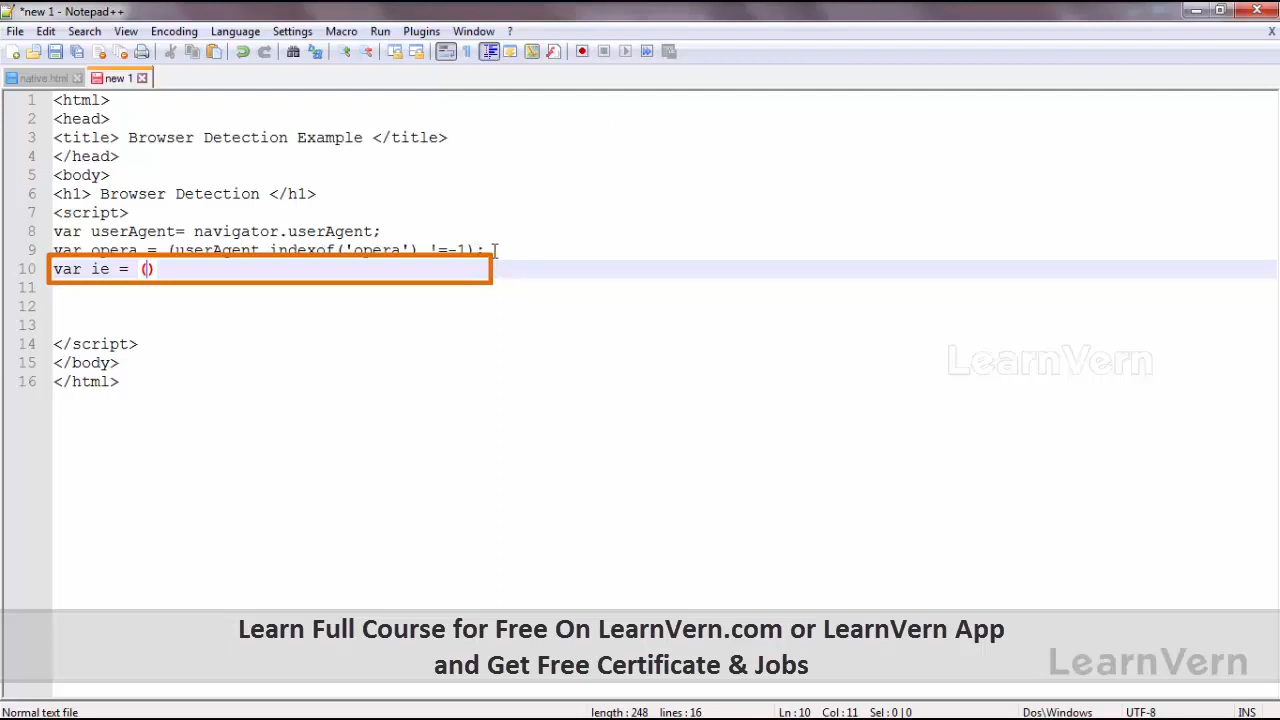 *new 1 - Notepad++
File Edit Search View Encoding Language Settings Macro Run Plugins Window ? X
native.html new 1
1 <html>
2 <head>
3 <title> Browser Detection Example </title>
4 </head>
5 <body>
6 <h1> Browser Detection </h1>
7 <script>
8 var userAgent= navigator.userAgent;
9 var opera = (userAgent.indexof('opera') !=-1);
10 var ie = ()
11
12
13
14 </script>
15 </body>
16 </html>
LearnVern
Learn Full Course for Free On LearnVern.com or LearnVern App
and Get Free Certificate & Jobs
LearnVern
Normal text file length : 248 lines : 16 Ln : 10 Col : 11 Sel : 0 | 0 Dos\Windows UTF-8 INS